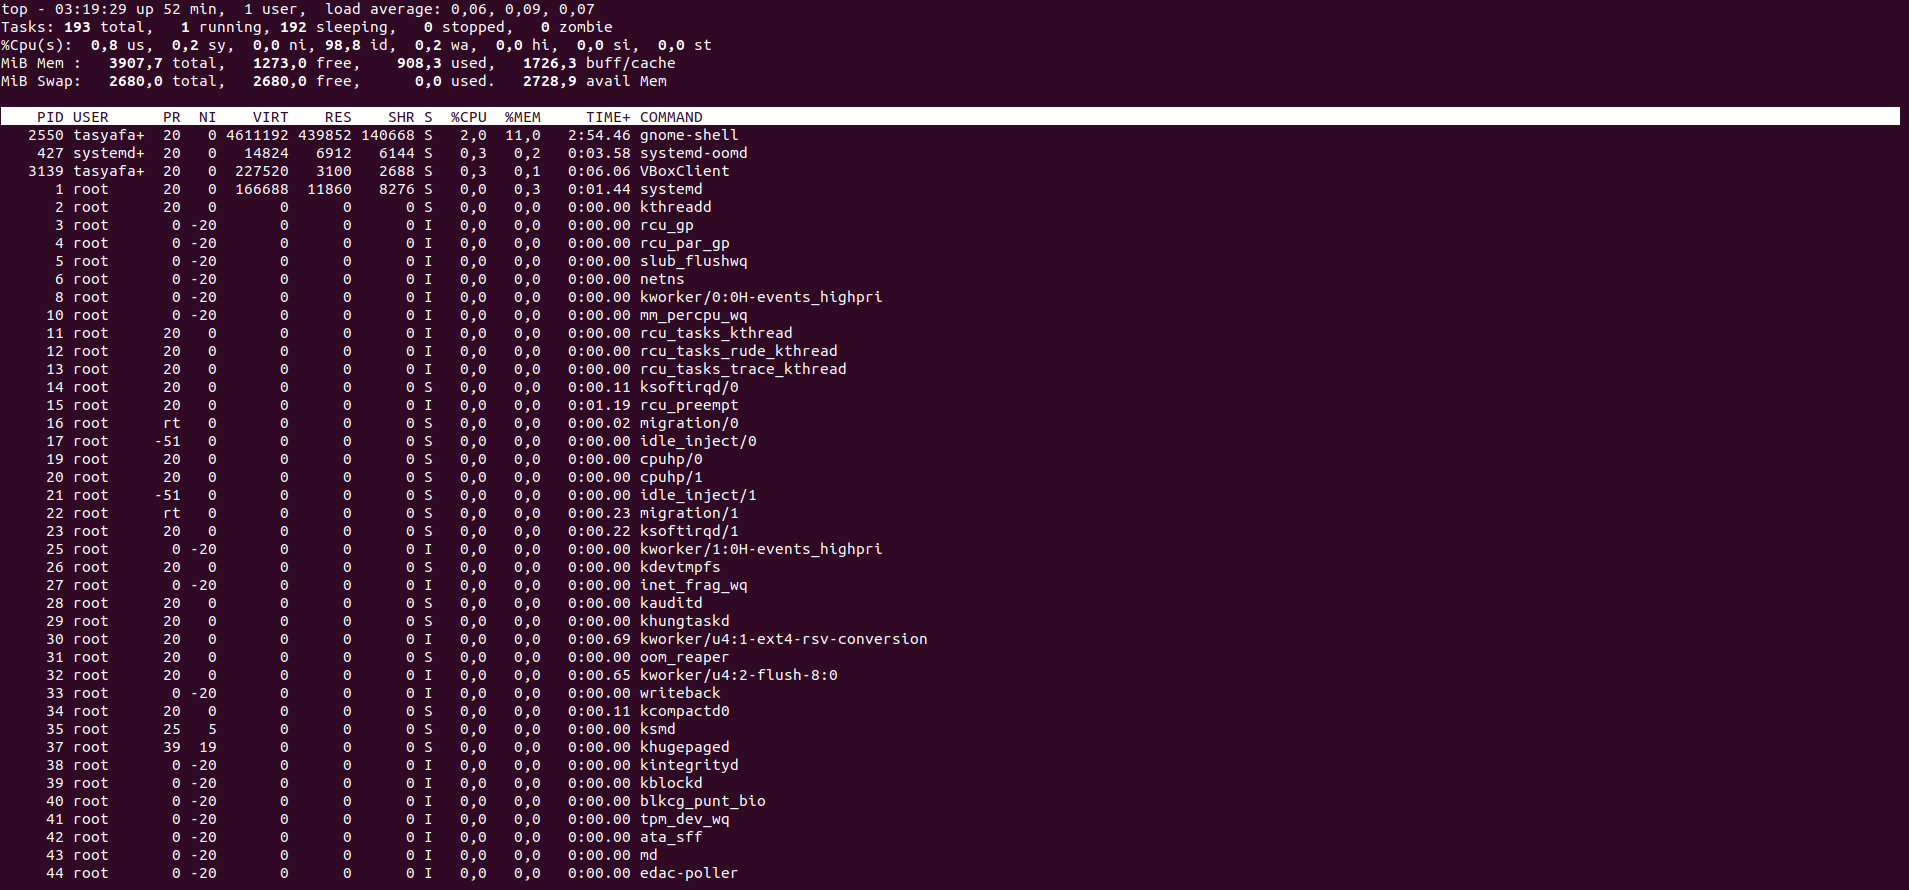 top - 03:19:29 up 52 min,  1 user,  load average: 0,06, 0,09, 0,07
Tasks: 193 total,   1 running, 192 sleeping,   0 stopped,   0 zombie
%Cpu(s):  0,8 us,  0,2 sy,  0,0 ni, 98,8 id,  0,2 wa,  0,0 hi,  0,0 si,  0,0 st
MiB Mem :   3907,7 total,   1273,0 free,    908,3 used,   1726,3 buff/cache
MiB Swap:   2680,0 total,   2680,0 free,      0,0 used.   2728,9 avail Mem
PID USER PR NI VIRT RES SHR S %CPU %MEM TIME+ COMMAND
2550 tasyafa+ 20 0 4611192 439852 140668 S 2,0 11,0 2:54.46 gnome-shell
427 systemd+ 20 0 14824 6912 6144 S 0,3 0,2 0:03.58 systemd-oomd
3139 tasyafa+ 20 0 227520 3100 2688 S 0,3 0,1 0:06.06 VBoxClient
1 root 20 0 166688 11860 8276 S 0,0 0,3 0:01.44 systemd
2 root 20 0 0 0 0 S 0,0 0,0 0:00.00 kthreadd
3 root 0 -20 0 0 0 I 0,0 0,0 0:00.00 rcu_gp
4 root 0 -20 0 0 0 I 0,0 0,0 0:00.00 rcu_par_gp
5 root 0 -20 0 0 0 I 0,0 0,0 0:00.00 slub_flushwq
6 root 0 -20 0 0 0 I 0,0 0,0 0:00.00 netns
8 root 0 -20 0 0 0 I 0,0 0,0 0:00.00 kworker/0:0H-events_highpri
10 root 0 -20 0 0 0 I 0,0 0,0 0:00.00 mm_percpu_wq
11 root 20 0 0 0 0 I 0,0 0,0 0:00.00 rcu_tasks_kthread
12 root 20 0 0 0 0 I 0,0 0,0 0:00.00 rcu_tasks_rude_kthread
13 root 20 0 0 0 0 I 0,0 0,0 0:00.00 rcu_tasks_trace_kthread
14 root 20 0 0 0 0 S 0,0 0,0 0:00.11 ksoftirqd/0
15 root 20 0 0 0 0 I 0,0 0,0 0:01.19 rcu_preempt
16 root rt 0 0 0 0 S 0,0 0,0 0:00.02 migration/0
17 root -51 0 0 0 0 S 0,0 0,0 0:00.00 idle_inject/0
19 root 20 0 0 0 0 S 0,0 0,0 0:00.00 cpuhp/0
20 root 20 0 0 0 0 S 0,0 0,0 0:00.00 cpuhp/1
21 root -51 0 0 0 0 S 0,0 0,0 0:00.00 idle_inject/1
22 root rt 0 0 0 0 S 0,0 0,0 0:00.23 migration/1
23 root 20 0 0 0 0 S 0,0 0,0 0:00.22 ksoftirqd/1
25 root 0 -20 0 0 0 I 0,0 0,0 0:00.00 kworker/1:0H-events_highpri
26 root 20 0 0 0 0 S 0,0 0,0 0:00.00 kdevtmpfs
27 root 0 -20 0 0 0 I 0,0 0,0 0:00.00 inet_frag_wq
28 root 20 0 0 0 0 S 0,0 0,0 0:00.00 kauditd
29 root 20 0 0 0 0 S 0,0 0,0 0:00.00 khungtaskd
30 root 20 0 0 0 0 I 0,0 0,0 0:00.69 kworker/u4:1-ext4-rsv-conversion
31 root 20 0 0 0 0 S 0,0 0,0 0:00.00 oom_reaper
32 root 20 0 0 0 0 I 0,0 0,0 0:00.65 kworker/u4:2-flush-8:0
33 root 0 -20 0 0 0 I 0,0 0,0 0:00.00 writeback
34 root 20 0 0 0 0 S 0,0 0,0 0:00.11 kcompactd0
35 root 25 5 0 0 0 S 0,0 0,0 0:00.00 ksmd
37 root 39 19 0 0 0 S 0,0 0,0 0:00.00 khugepaged
38 root 0 -20 0 0 0 I 0,0 0,0 0:00.00 kintegrityd
39 root 0 -20 0 0 0 I 0,0 0,0 0:00.00 kblockd
40 root 0 -20 0 0 0 I 0,0 0,0 0:00.00 blkcg_punt_bio
41 root 0 -20 0 0 0 I 0,0 0,0 0:00.00 tpm_dev_wq
42 root 0 -20 0 0 0 I 0,0 0,0 0:00.00 ata_sff
43 root 0 -20 0 0 0 I 0,0 0,0 0:00.00 md
44 root 0 -20 0 0 0 I 0,0 0,0 0:00.00 edac-poller